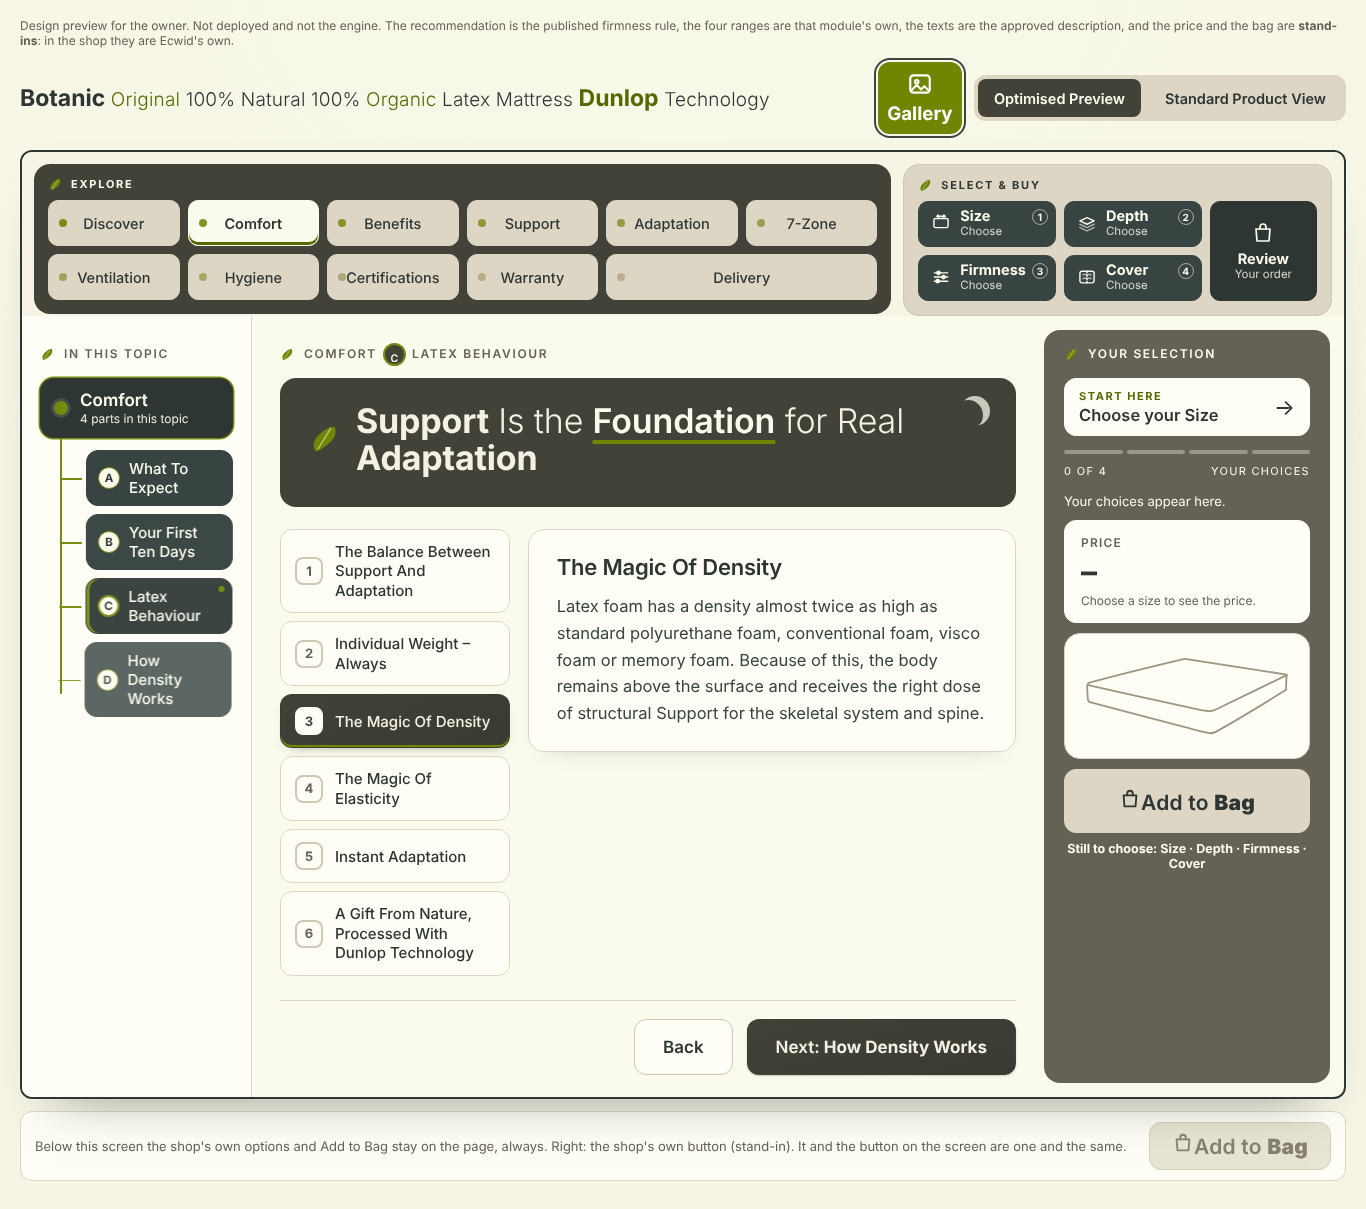 Design preview for the owner. Not deployed and not the engine. The recommendation is the published firmness rule, the four ranges are that module's own, the texts are the approved description, and the price and the bag are stand-
ins: in the shop they are Ecwid's own.
Botanic Original 100% Natural 100% Organic Latex Mattress Dunlop Technology
Gallery
Optimised Preview
Standard Product View
EXPLORE
Discover
Comfort
Benefits
Support
Adaptation
7-Zone
Ventilation
Hygiene
Certifications
Warranty
Delivery
SELECT & BUY
Size
Choose
1
Depth
Choose
2
Firmness
Choose
3
Cover
Choose
4
Review
Your order
IN THIS TOPIC
Comfort
4 parts in this topic
A
What To
Expect
B
Your First
Ten Days
C
Latex
Behaviour
D
How
Density
Works
COMFORT C LATEX BEHAVIOUR
Support Is the Foundation for Real
Adaptation
1
The Balance Between
Support And
Adaptation
2
Individual Weight –
Always
3
The Magic Of Density
4
The Magic Of
Elasticity
5
Instant Adaptation
6
A Gift From Nature,
Processed With
Dunlop Technology
The Magic Of Density
Latex foam has a density almost twice as high as
standard polyurethane foam, conventional foam, visco
foam or memory foam. Because of this, the body
remains above the surface and receives the right dose
of structural Support for the skeletal system and spine.
Back
Next: How Density Works
YOUR SELECTION
START HERE
Choose your Size
0 OF 4
YOUR CHOICES
Your choices appear here.
PRICE
–
Choose a size to see the price.
Add to Bag
Still to choose: Size · Depth · Firmness ·
Cover
Below this screen the shop's own options and Add to Bag stay on the page, always. Right: the shop's own button (stand-in). It and the button on the screen are one and the same.
Add to Bag